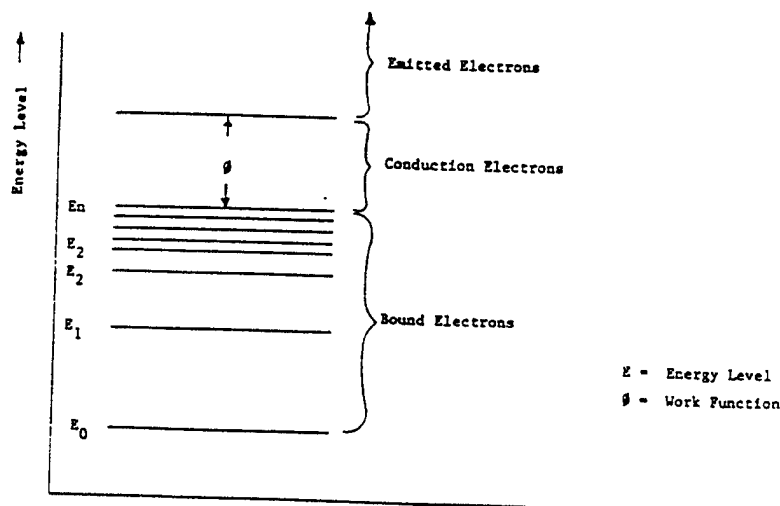 Emitted Electrons
Energy Level
Conduction Electrons
ϕ
En
E₂
E₂
E₁
Bound Electrons
E₀
E = Energy Level
ϕ = Work Function